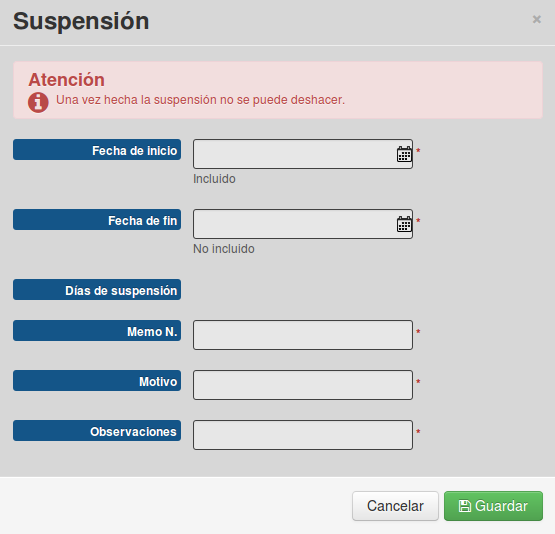 Suspensión
×
Atención
Una vez hecha la suspensión no se puede deshacer.
Fecha de inicio *
Incluido
Fecha de fin *
No incluido
Días de suspensión
Memo N. *
Motivo *
Observaciones *
Cancelar Guardar